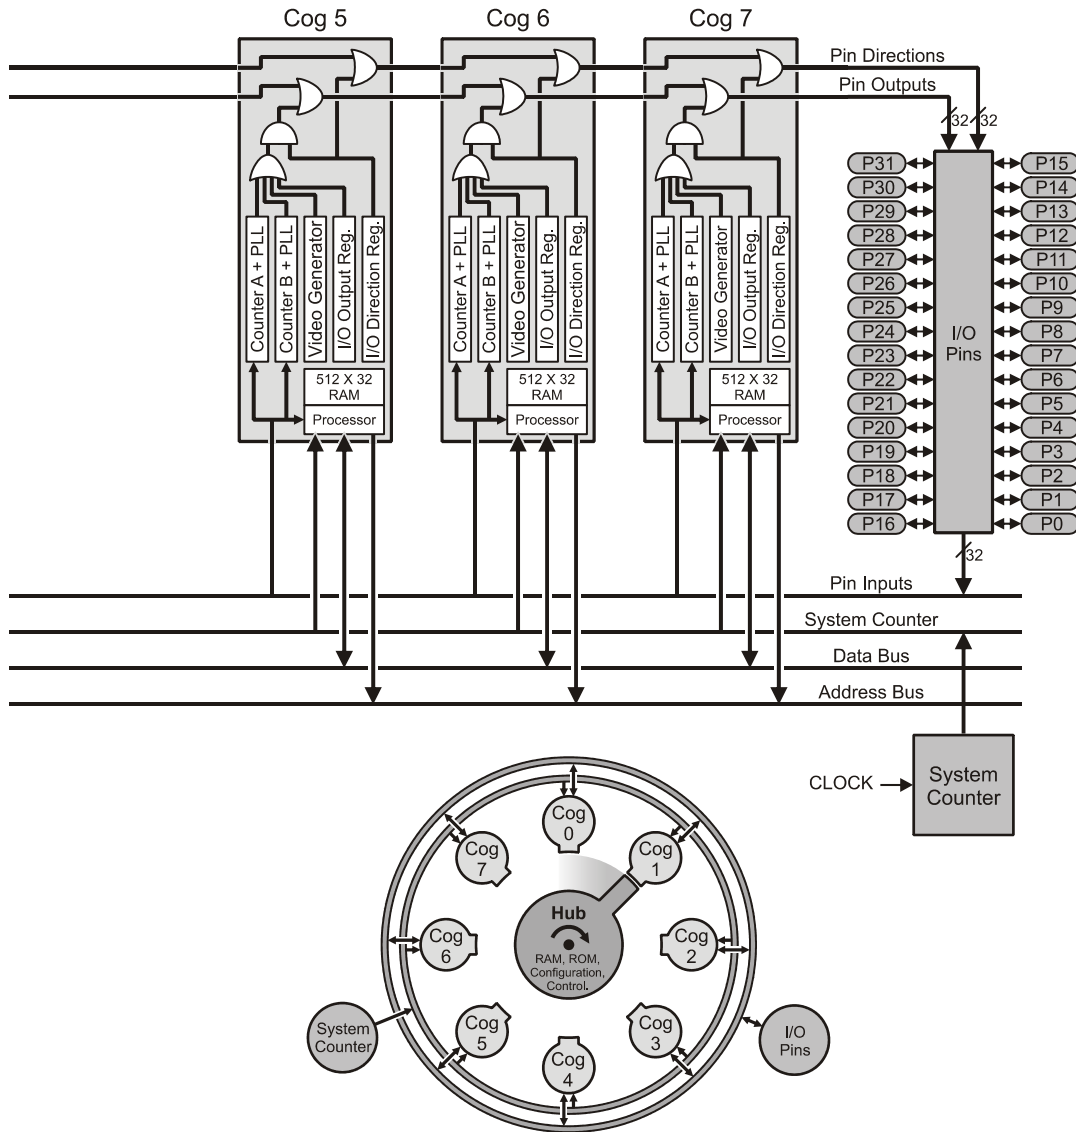 Cog 5
Cog 6
Cog 7
Pin Directions
Pin Outputs
32
32
Counter A + PLL
Counter B + PLL
Video Generator
I/O Output Reg.
I/O Direction Reg.
512 X 32
RAM
Processor
Counter A + PLL
Counter B + PLL
Video Generator
I/O Output Reg.
I/O Direction Reg.
512 X 32
RAM
Processor
Counter A + PLL
Counter B + PLL
Video Generator
I/O Output Reg.
I/O Direction Reg.
512 X 32
RAM
Processor
P31
P30
P29
P28
P27
P26
P25
P24
P23
P22
P21
P20
P19
P18
P17
P16
I/O
Pins
P15
P14
P13
P12
P11
P10
P9
P8
P7
P6
P5
P4
P3
P2
P1
P0
32
Pin Inputs
System Counter
Data Bus
Address Bus
CLOCK
System
Counter
Cog
0
Cog
1
Cog
2
Cog
3
Cog
4
Cog
5
Cog
6
Cog
7
Hub
RAM, ROM,
Configuration,
Control.
System
Counter
I/O
Pins